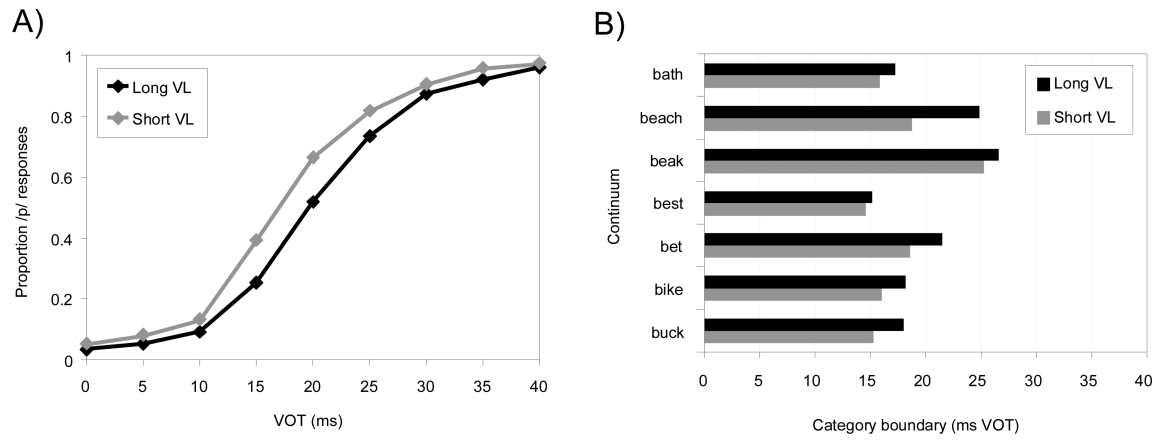 A)
Proportion /p/ responses
1
0.8
0.6
0.4
0.2
0
Long VL
Short VL
0 5 10 15 20 25 30 35 40
VOT (ms)
B)
Continuum
bath
beach
beak
best
bet
bike
buck
Long VL
Short VL
0 5 10 15 20 25 30 35 40
Category boundary (ms VOT)